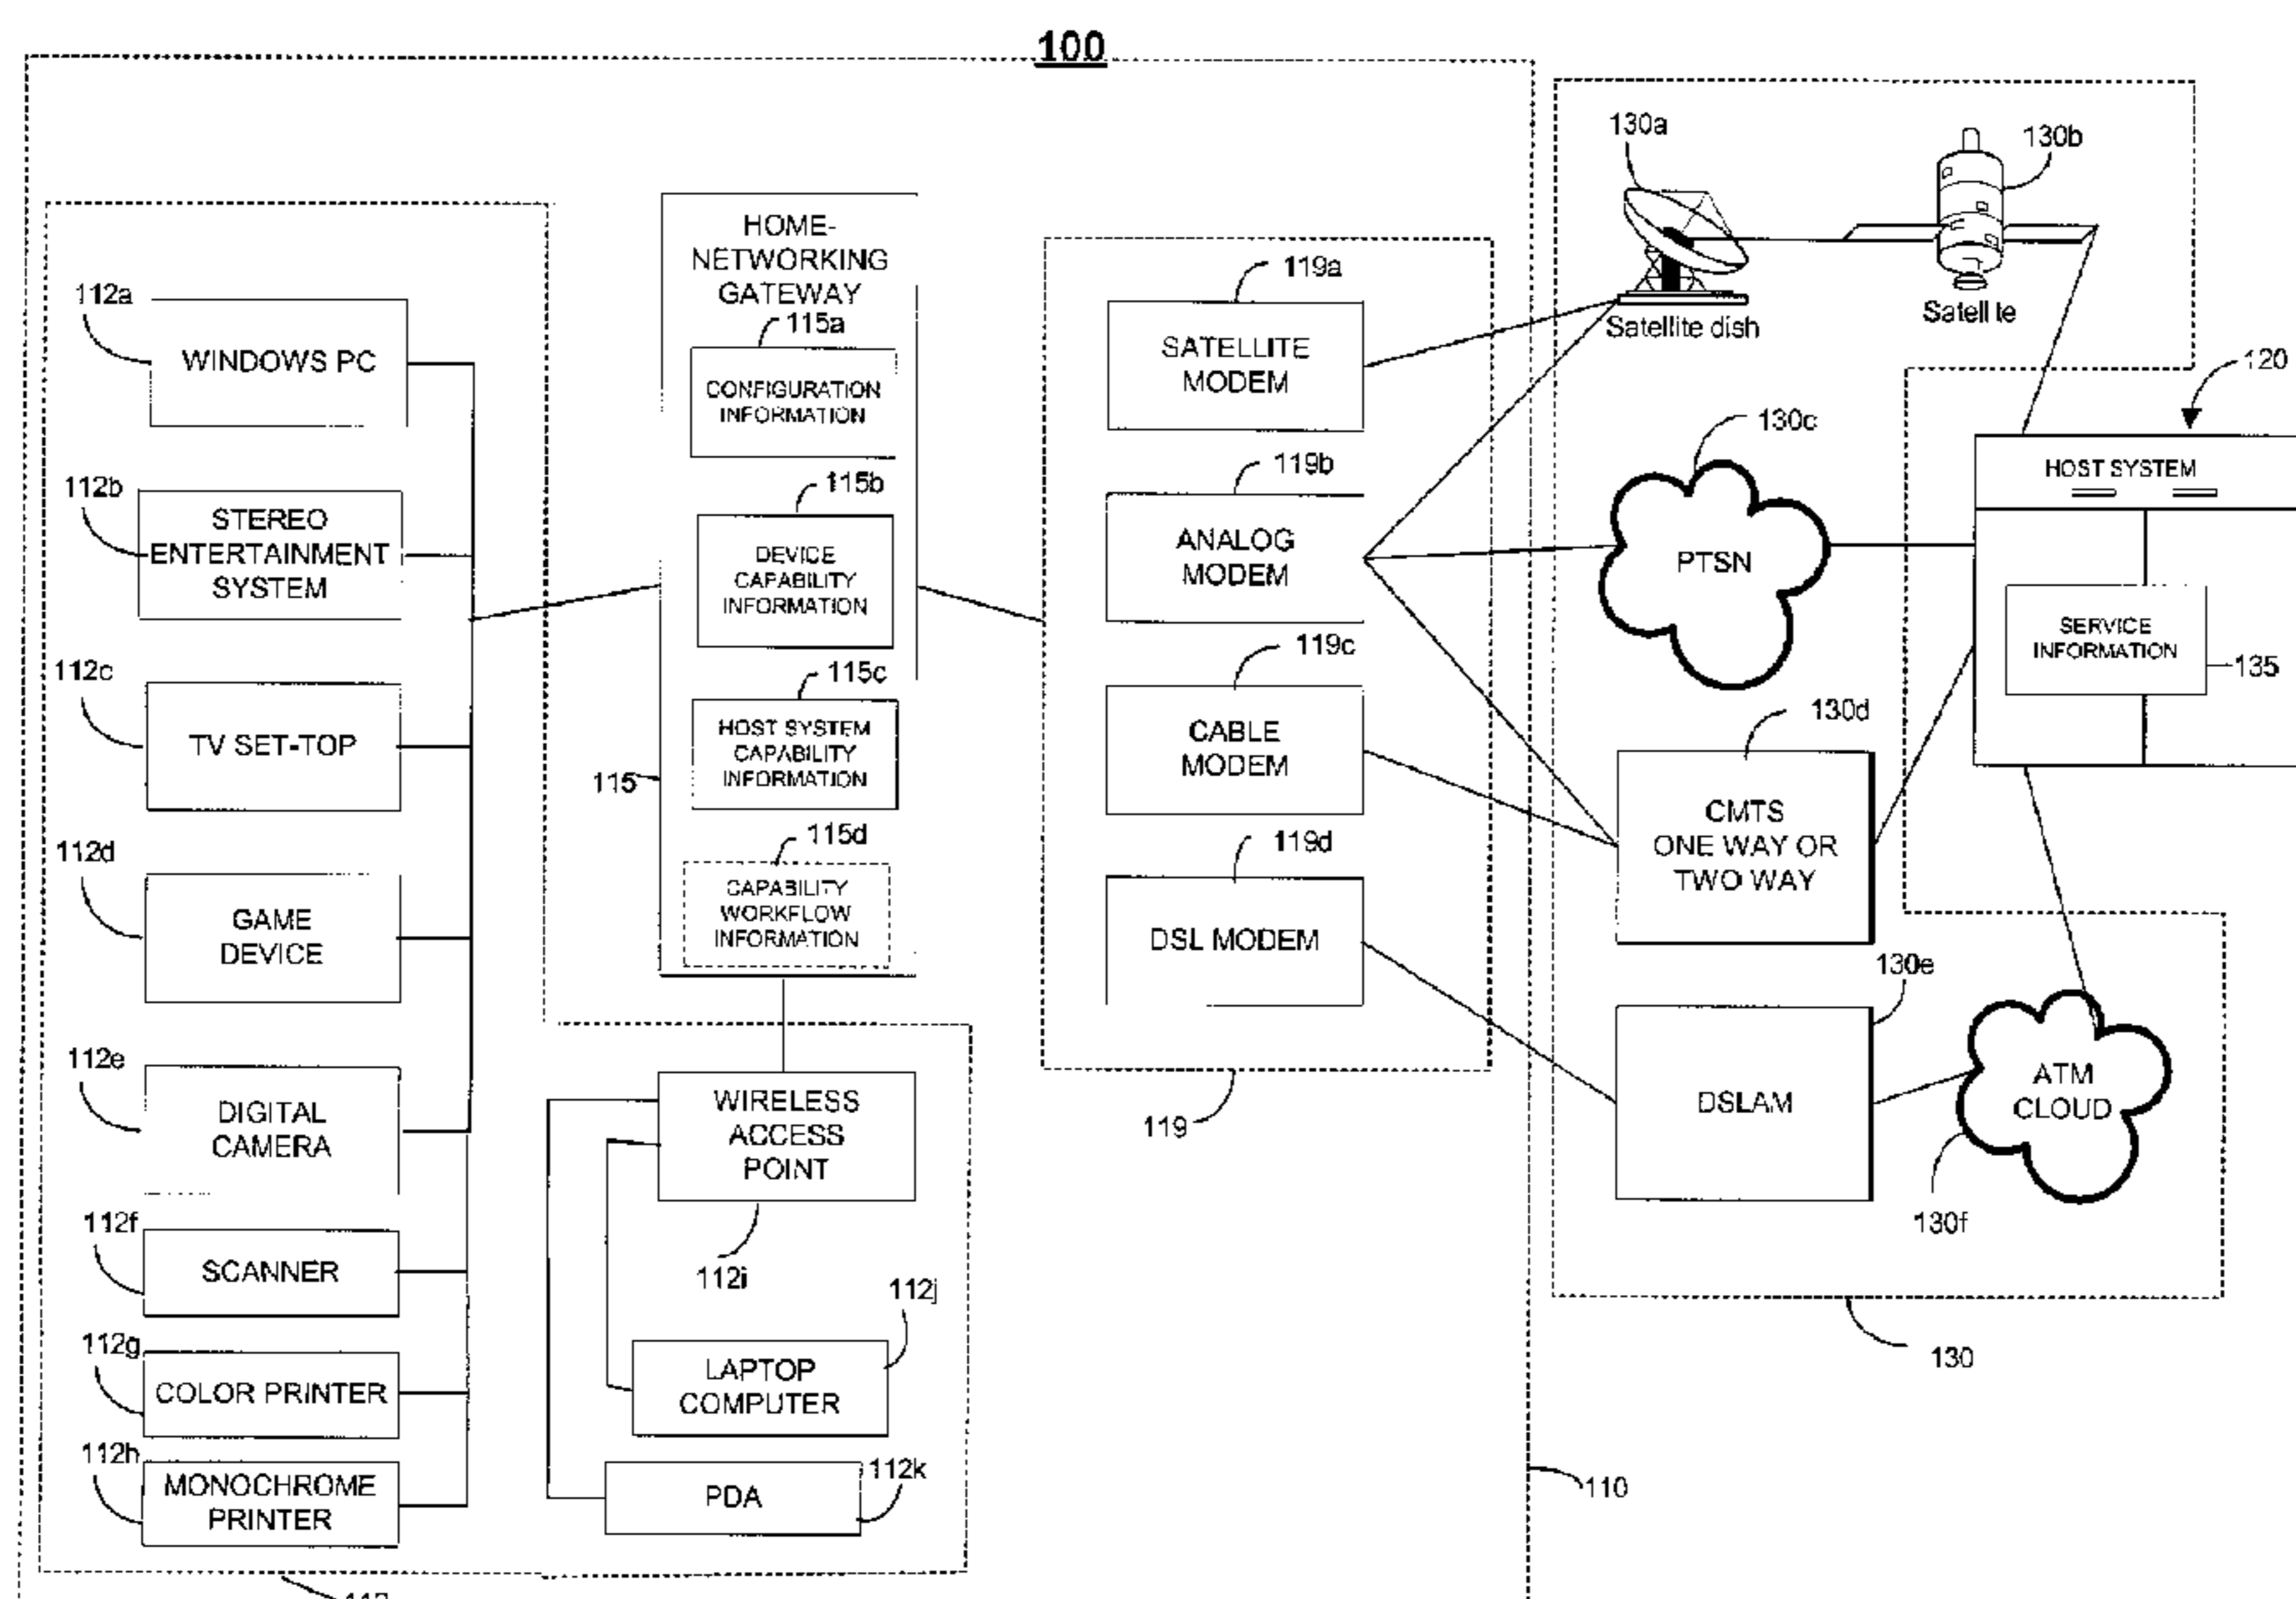 100
112a
WINDOWS PC
112b
STEREO
ENTERTAINMENT
SYSTEM
112c
TV SET-TOP
112d
GAME
DEVICE
112e
DIGITAL
CAMERA
112f
SCANNER
112g
COLOR PRINTER
112h
MONOCHROME
PRINTER
HOME-
NETWORKING
GATEWAY
115a
CONFIGURATION
INFORMATION
115b
DEVICE
CAPABILITY
INFORMATION
115c
HOST SYSTEM
CAPABILITY
INFORMATION
115
115d
CAPABILITY
WORKFLOW
INFORMATION
WIRELESS
ACCESS
POINT
112i
112j
LAPTOP
COMPUTER
112k
PDA
119a
SATELLITE
MODEM
119b
ANALOG
MODEM
119c
CABLE
MODEM
119d
DSL MODEM
119
110
130a
Satellite dish
130b
Satellite
130c
PTSN
120
HOST SYSTEM
SERVICE
INFORMATION
135
130d
CMTS
ONE WAY OR
TWO WAY
130e
DSLAM
ATM
CLOUD
130f
130